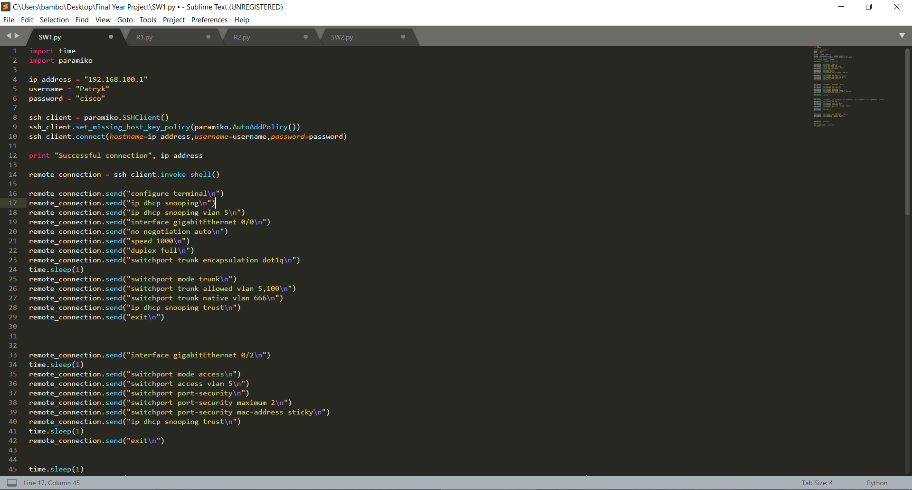 C:\Users\bambo\Desktop\Final Year Project\SW1.py • - Sublime Text (UNREGISTERED)
File Edit Selection Find View Goto Tools Project Preferences Help
SW1.py R1.py R2.py SW2.py
1 import time
2 import paramiko
3
4 ip_address = "192.168.100.1"
5 username = "Patryk"
6 password = "cisco"
7
8 ssh_client = paramiko.SSHClient()
9 ssh_client.set_missing_host_key_policy(paramiko.AutoAddPolicy())
10 ssh_client.connect(hostname=ip_address,username=username,password=password)
11
12 print "Successful connection", ip_address
13
14 remote_connection = ssh_client.invoke_shell()
15
16 remote_connection.send("configure terminal\n")
17 remote_connection.send("ip dhcp snooping\n")
18 remote_connection.send("ip dhcp snooping vlan 5\n")
19 remote_connection.send("interface gigabitEthernet 0/0\n")
20 remote_connection.send("no negotiation auto\n")
21 remote_connection.send("speed 1000\n")
22 remote_connection.send("duplex full\n")
23 remote_connection.send("switchport trunk encapsulation dot1q\n")
24 time.sleep(1)
25 remote_connection.send("switchport mode trunk\n")
26 remote_connection.send("switchport trunk allowed vlan 5,100\n")
27 remote_connection.send("switchport trunk native vlan 666\n")
28 remote_connection.send("ip dhcp snooping trust\n")
29 remote_connection.send("exit\n")
30
31
32
33 remote_connection.send("interface gigabitEthernet 0/2\n")
34 time.sleep(1)
35 remote_connection.send("switchport mode access\n")
36 remote_connection.send("switchport access vlan 5\n")
37 remote_connection.send("switchport port-security\n")
38 remote_connection.send("switchport port-security maximum 2\n")
39 remote_connection.send("switchport port-security mac-address sticky\n")
40 remote_connection.send("ip dhcp snooping trust\n")
41 time.sleep(1)
42 remote_connection.send("exit\n")
43
44
45 time.sleep(1)
Line 17, Column 45 Tab Size: 4 Python